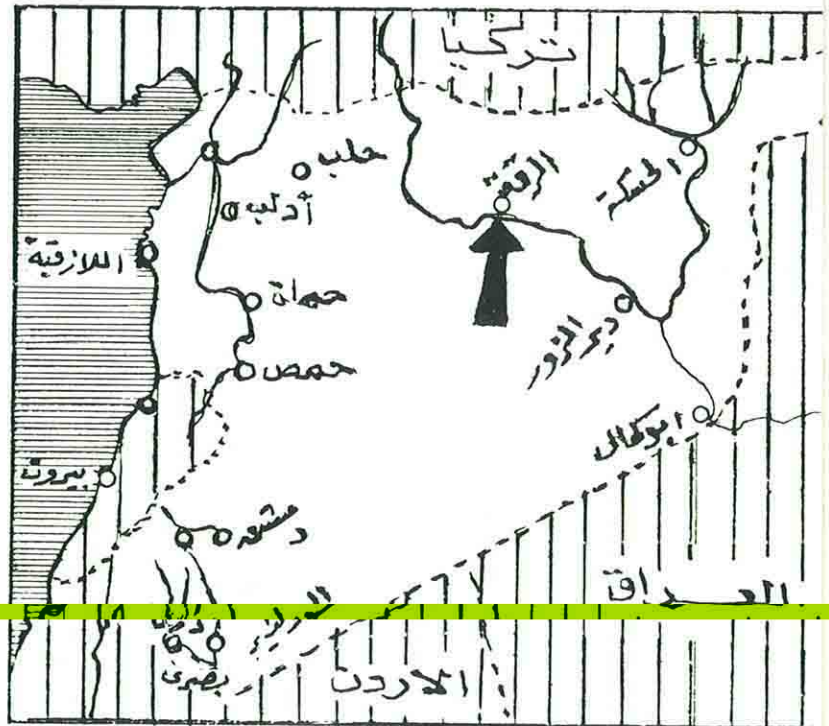 تركيا
حلب
الرقة
الحسكة
أدلب
اللاذقية
حماة
دير الزور
حمص
ابوكمال
بيروت
دمشق
العراق
بصرى
الاردن